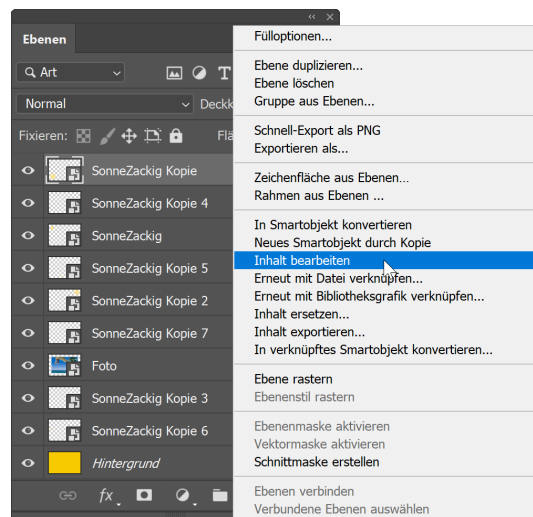 Ebenen
Art
Normal
Deckk
Fixieren:
Flä
SonneZackig Kopie
SonneZackig Kopie 4
SonneZackig
SonneZackig Kopie 5
SonneZackig Kopie 2
SonneZackig Kopie 7
Foto
SonneZackig Kopie 3
SonneZackig Kopie 6
Hintergrund
fx
Fülloptionen...
Ebene duplizieren...
Ebene löschen
Gruppe aus Ebenen...
Schnell-Export als PNG
Exportieren als...
Zeichenfläche aus Ebenen...
Rahmen aus Ebenen ...
In Smartobjekt konvertieren
Neues Smartobjekt durch Kopie
Inhalt bearbeiten
Erneut mit Datei verknüpfen...
Erneut mit Bibliotheksgrafik verknüpfen...
Inhalt ersetzen...
Inhalt exportieren...
In verknüpftes Smartobjekt konvertieren...
Ebene rastern
Ebenenstil rastern
Ebenenmaske aktivieren
Vektormaske aktivieren
Schnittmaske erstellen
Ebenen verbinden
Verbundene Ebenen auswählen